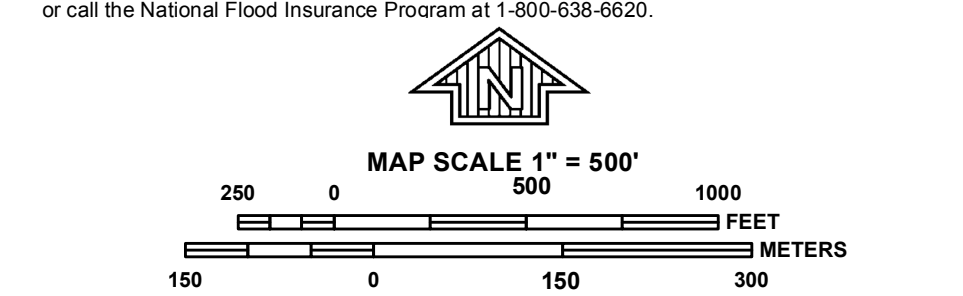 or call the National Flood Insurance Program at 1-800-638-6620.
N
MAP SCALE 1" = 500'
250 0 500 1000
FEET
METERS
150 0 150 300